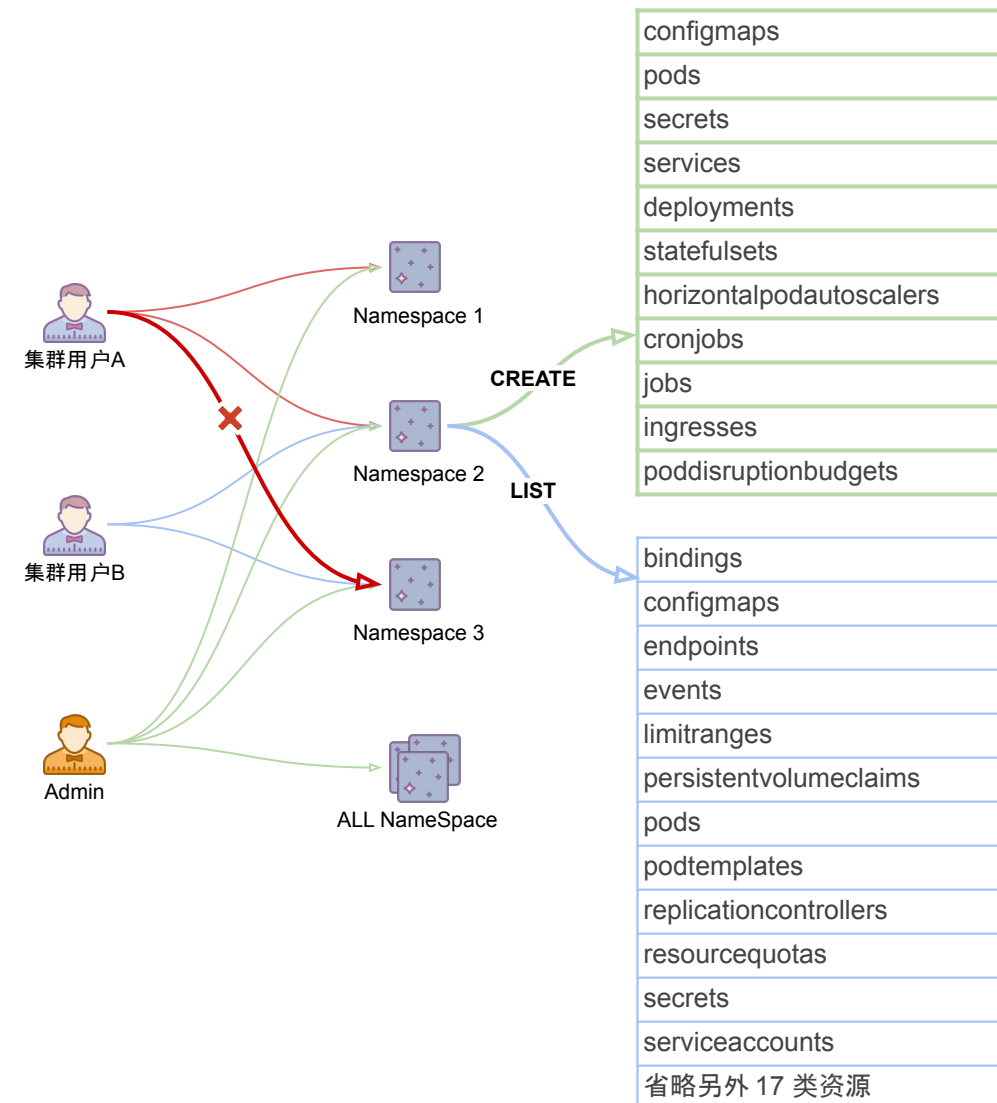 集群用户A
集群用户B
Admin
Namespace 1
Namespace 2
Namespace 3
ALL NameSpace
CREATE
LIST
configmaps
pods
secrets
services
deployments
statefulsets
horizontalpodautoscalers
cronjobs
jobs
ingresses
poddisruptionbudgets
bindings
configmaps
endpoints
events
limitranges
persistentvolumeclaims
pods
podtemplates
replicationcontrollers
resourcequotas
secrets
serviceaccounts
省略另外 17 类资源